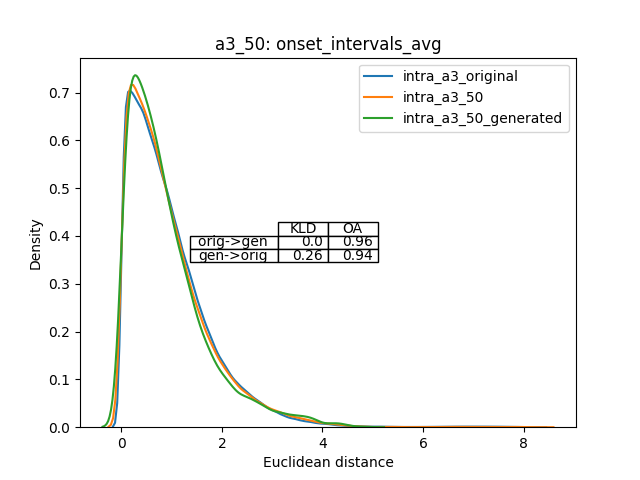 a3_50: onset_intervals_avg
intra_a3_original
intra_a3_50
intra_a3_50_generated
KLD OA
orig->gen 0.0 0.96
gen->orig 0.26 0.94
Density
0.7
0.6
0.5
0.4
0.3
0.2
0.1
0.0
0 2 4 6 8
Euclidean distance